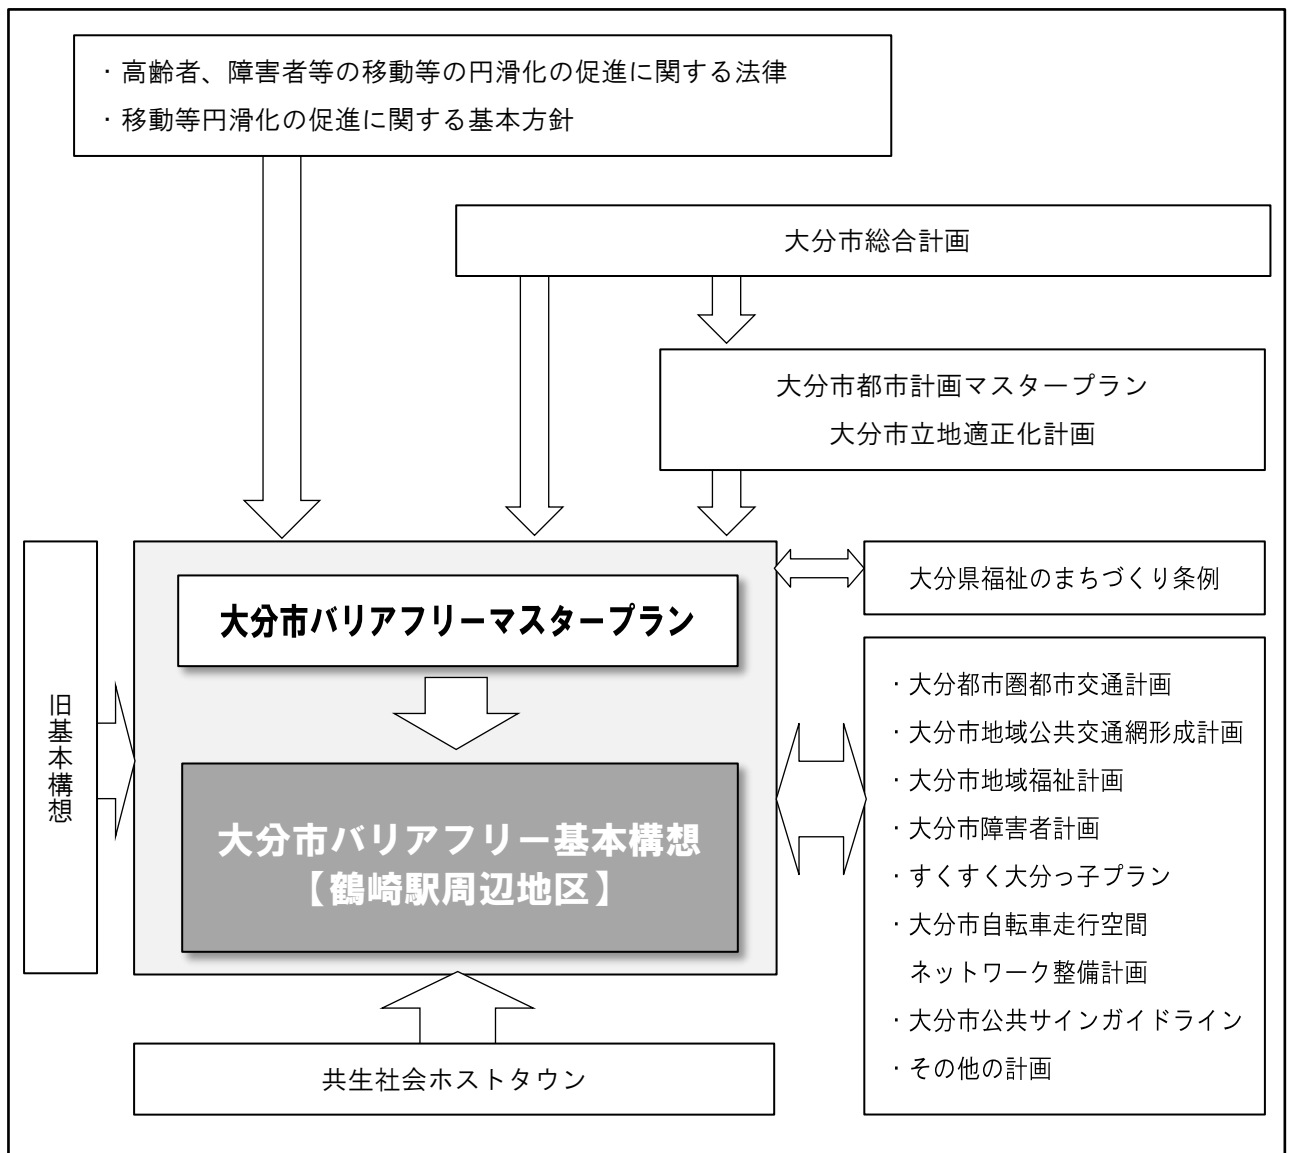 ・高齢者、障害者等の移動等の円滑化の促進に関する法律
・移動等円滑化の促進に関する基本方針
大分市総合計画
大分市都市計画マスタープラン
大分市立地適正化計画
旧基本構想
大分市バリアフリーマスタープラン
大分市バリアフリー基本構想
【鶴崎駅周辺地区】
大分県福祉のまちづくり条例
・大分都市圏都市交通計画
・大分市地域公共交通網形成計画
・大分市地域福祉計画
・大分市障害者計画
・すくすく大分っ子プラン
・大分市自転車走行空間
ネットワーク整備計画
・大分市公共サインガイドライン
・その他の計画
共生社会ホストタウン